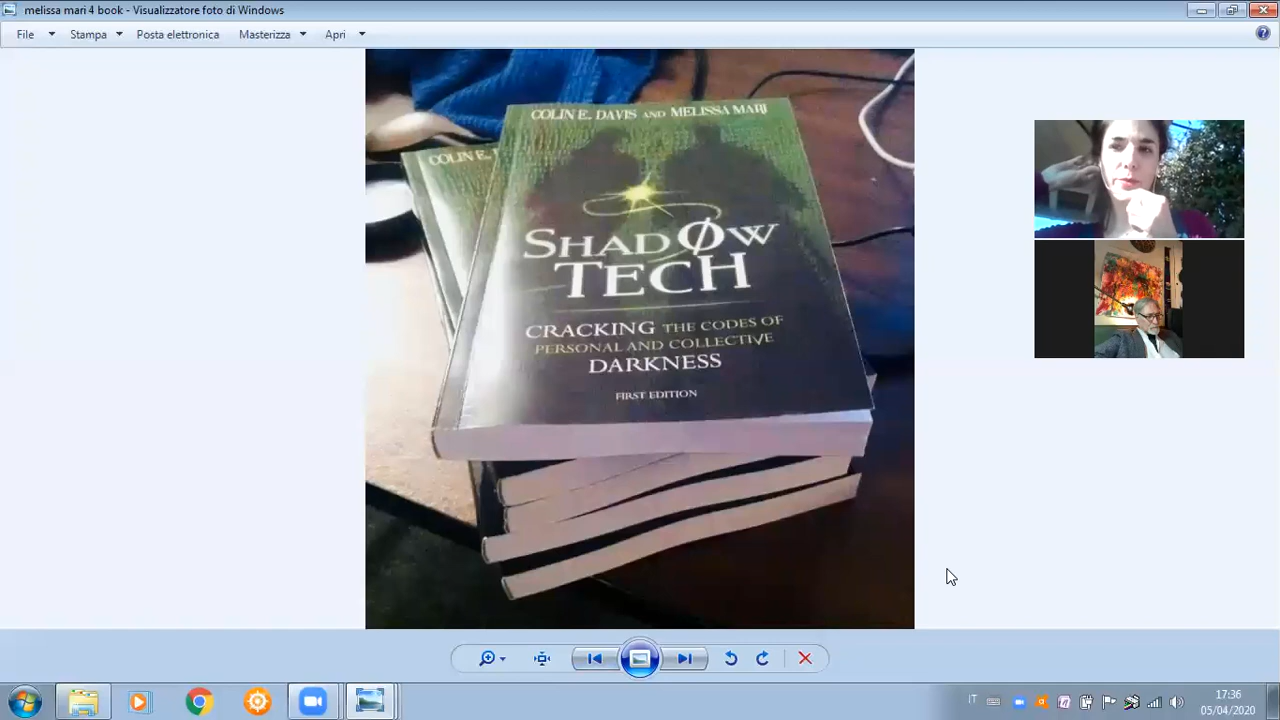 melissa mari 4 book - Visualizzatore foto di Windows
File Stampa Posta elettronica Masterizza Apri
COLIN E. DAVIS AND MELISSA MARI
COLIN E.
SHADØW
TECH
CRACKING THE CODES OF
PERSONAL AND COLLECTIVE
DARKNESS
FIRST EDITION
IT
17:36
05/04/2020